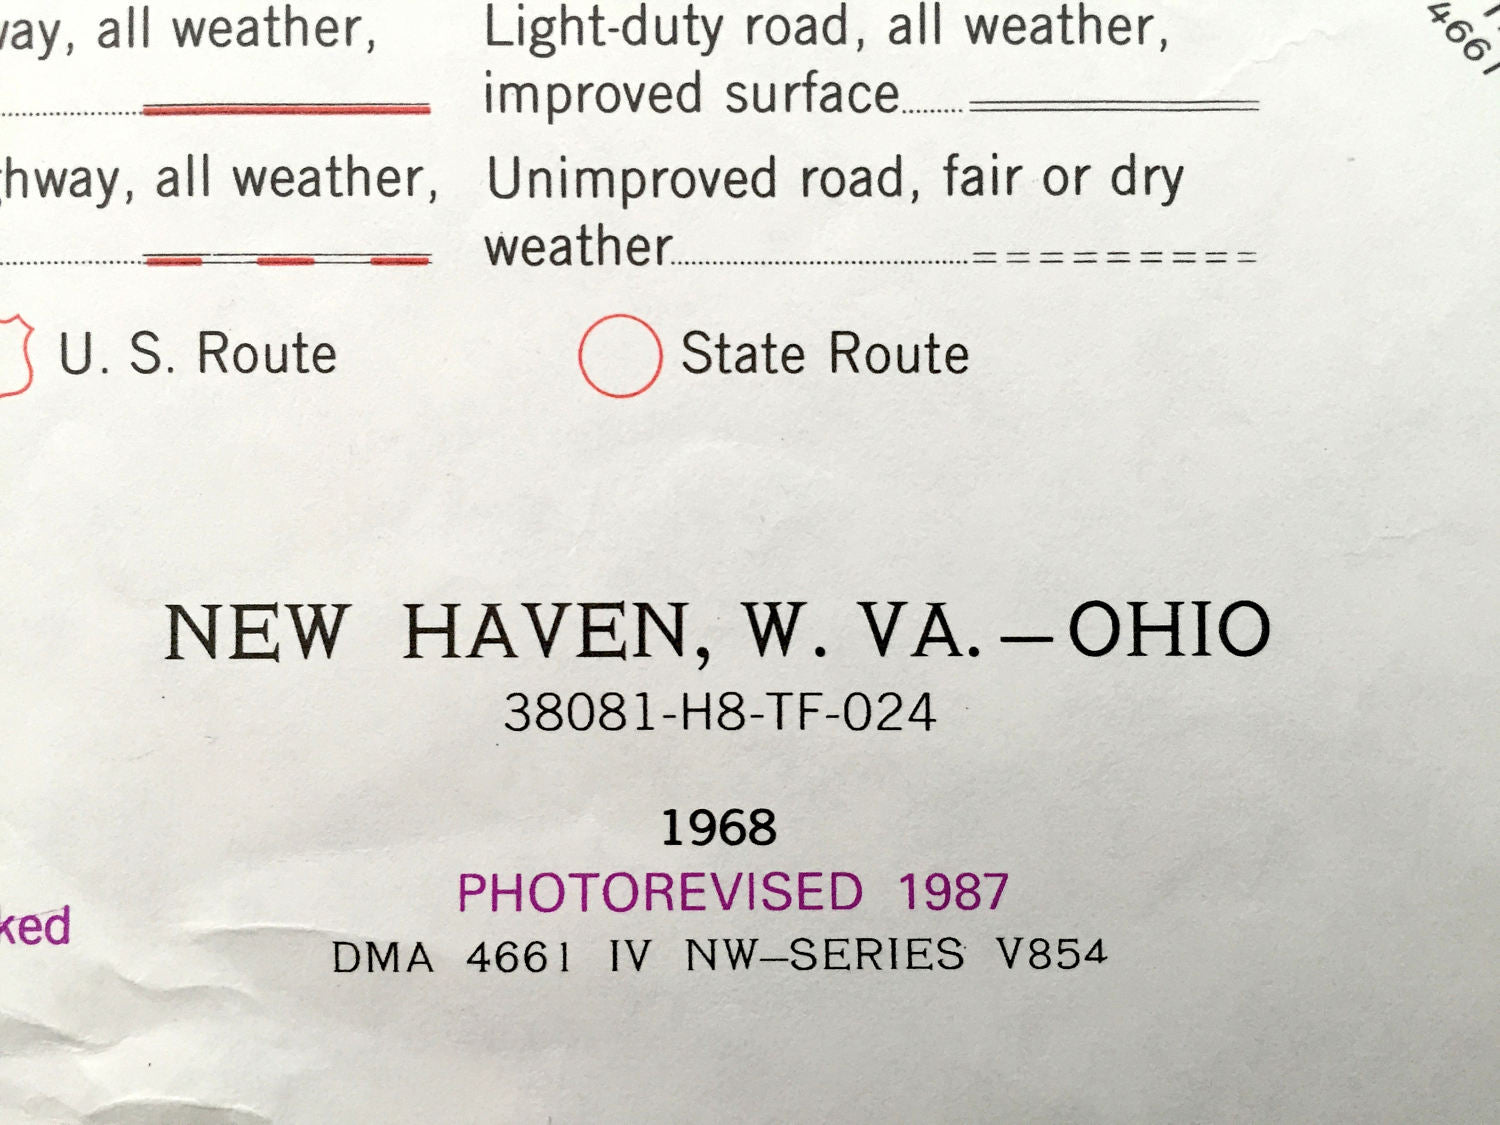 way, all weather,
Light-duty road, all weather,
improved surface
hway, all weather,
Unimproved road, fair or dry
weather
U. S. Route
State Route
4661
NEW HAVEN, W. VA.—OHIO
38081-H8-TF-024
1968
PHOTOREVISED 1987
ked
DMA 4661 IV NW—SERIES V854